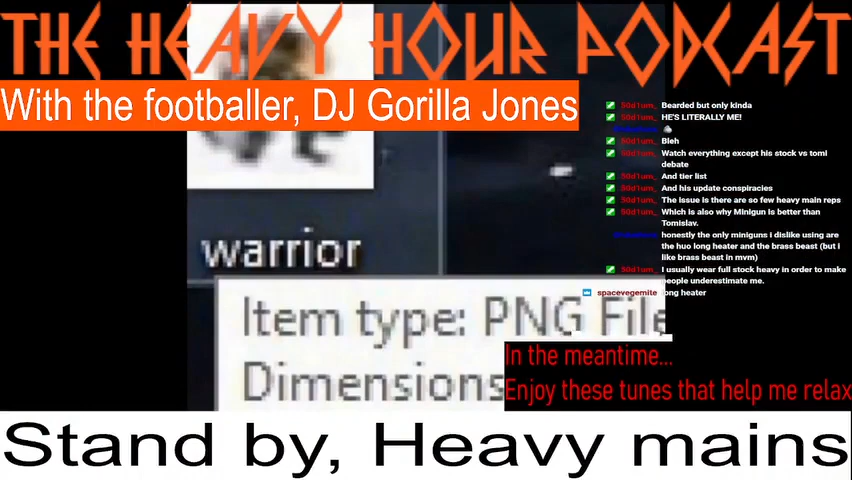 THE HEAVY HOUR PODCAST
With the footballer, DJ Gorilla Jones
50d1um_ Bearded but only kinda
50d1um_ HE'S LITERALLY ME!
50d1um_ Bleh
50d1um_ Watch everything except his stock vs tomi
debate
50d1um_ And tier list
50d1um_ And his update conspiracies
50d1um_ The issue is there are so few heavy main reps
50d1um_ Which is also why Minigun is better than
Tomislav.
honestly the only miniguns i dislike using are
the huo long heater and the brass beast (but i
like brass beast in mvm)
50d1um_ I usually wear full stock heavy in order to make
people underestimate me.
spacevegemite long heater
warrior
Item type: PNG File
Dimensions
In the meantime...
Enjoy these tunes that help me relax
Stand by, Heavy mains